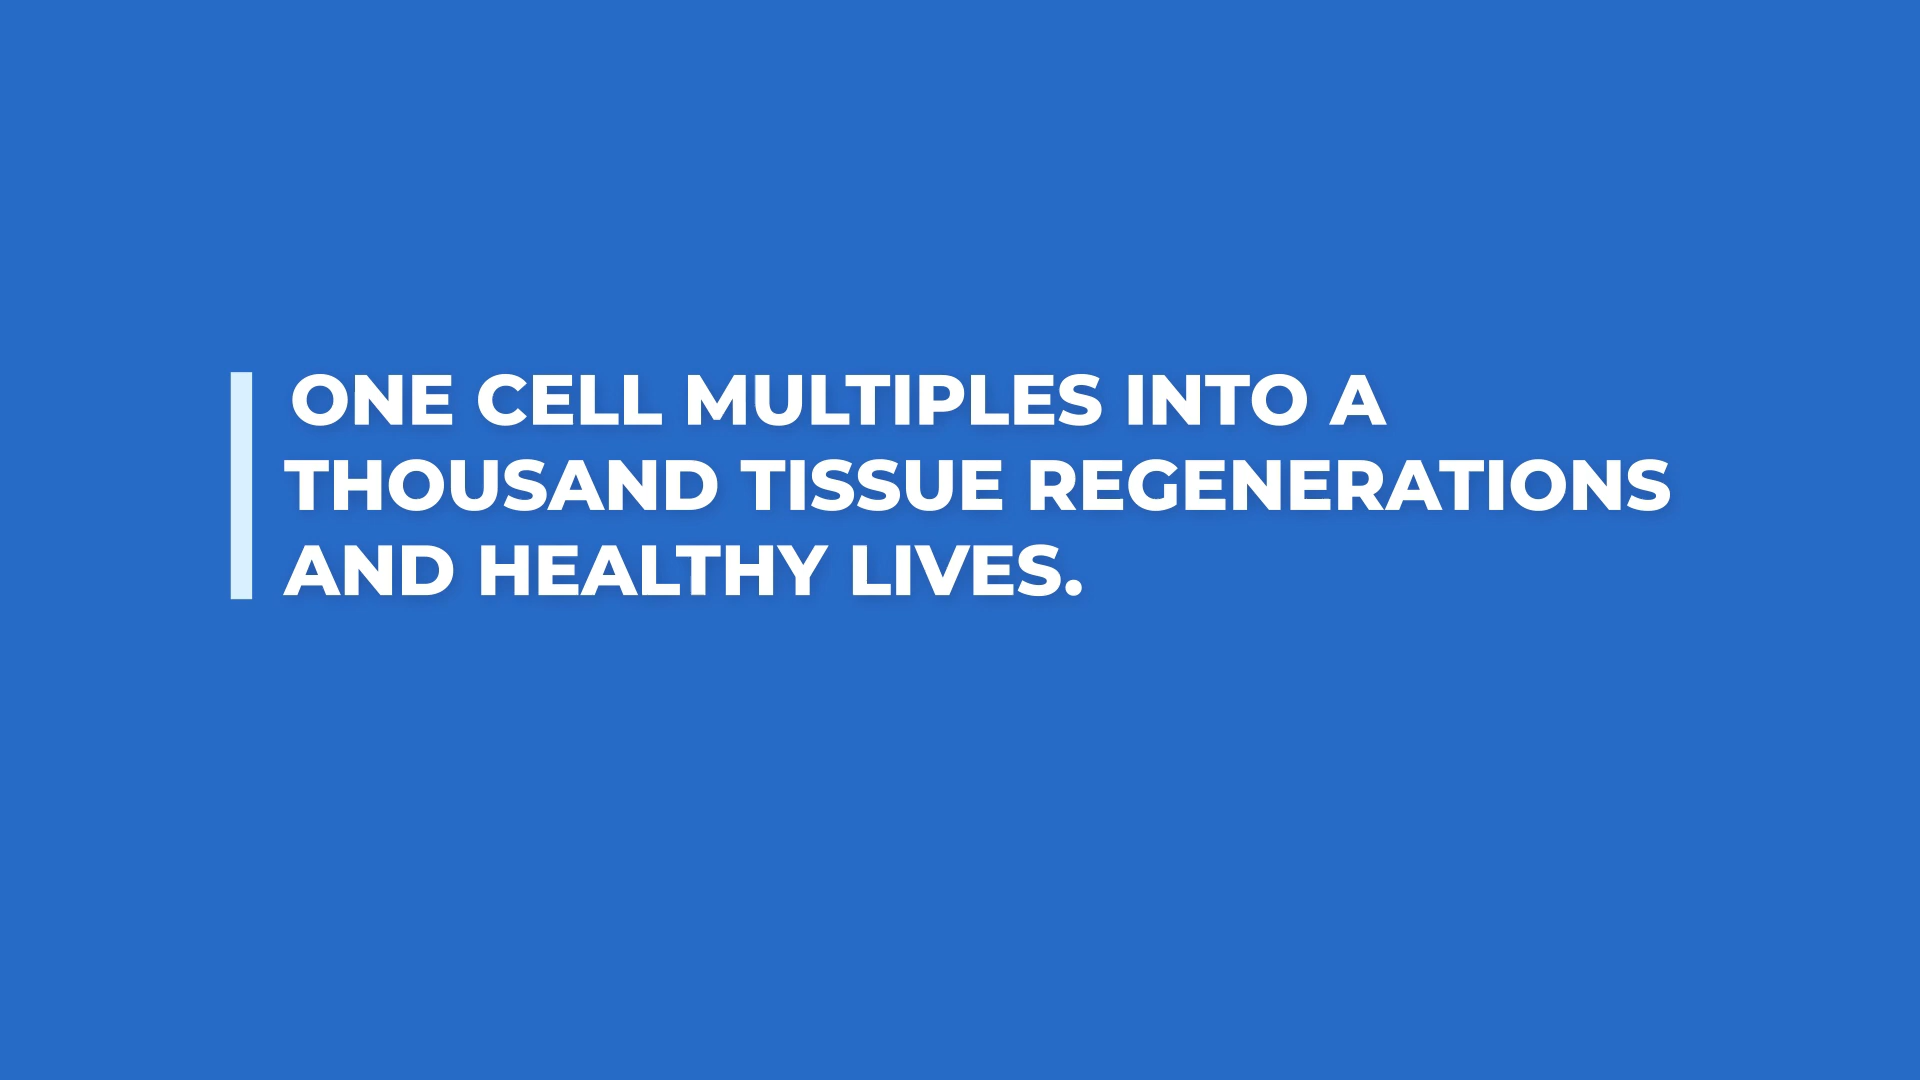 ONE CELL MULTIPLES INTO A
THOUSAND TISSUE REGENERATIONS
AND HEALTHY LIVES.